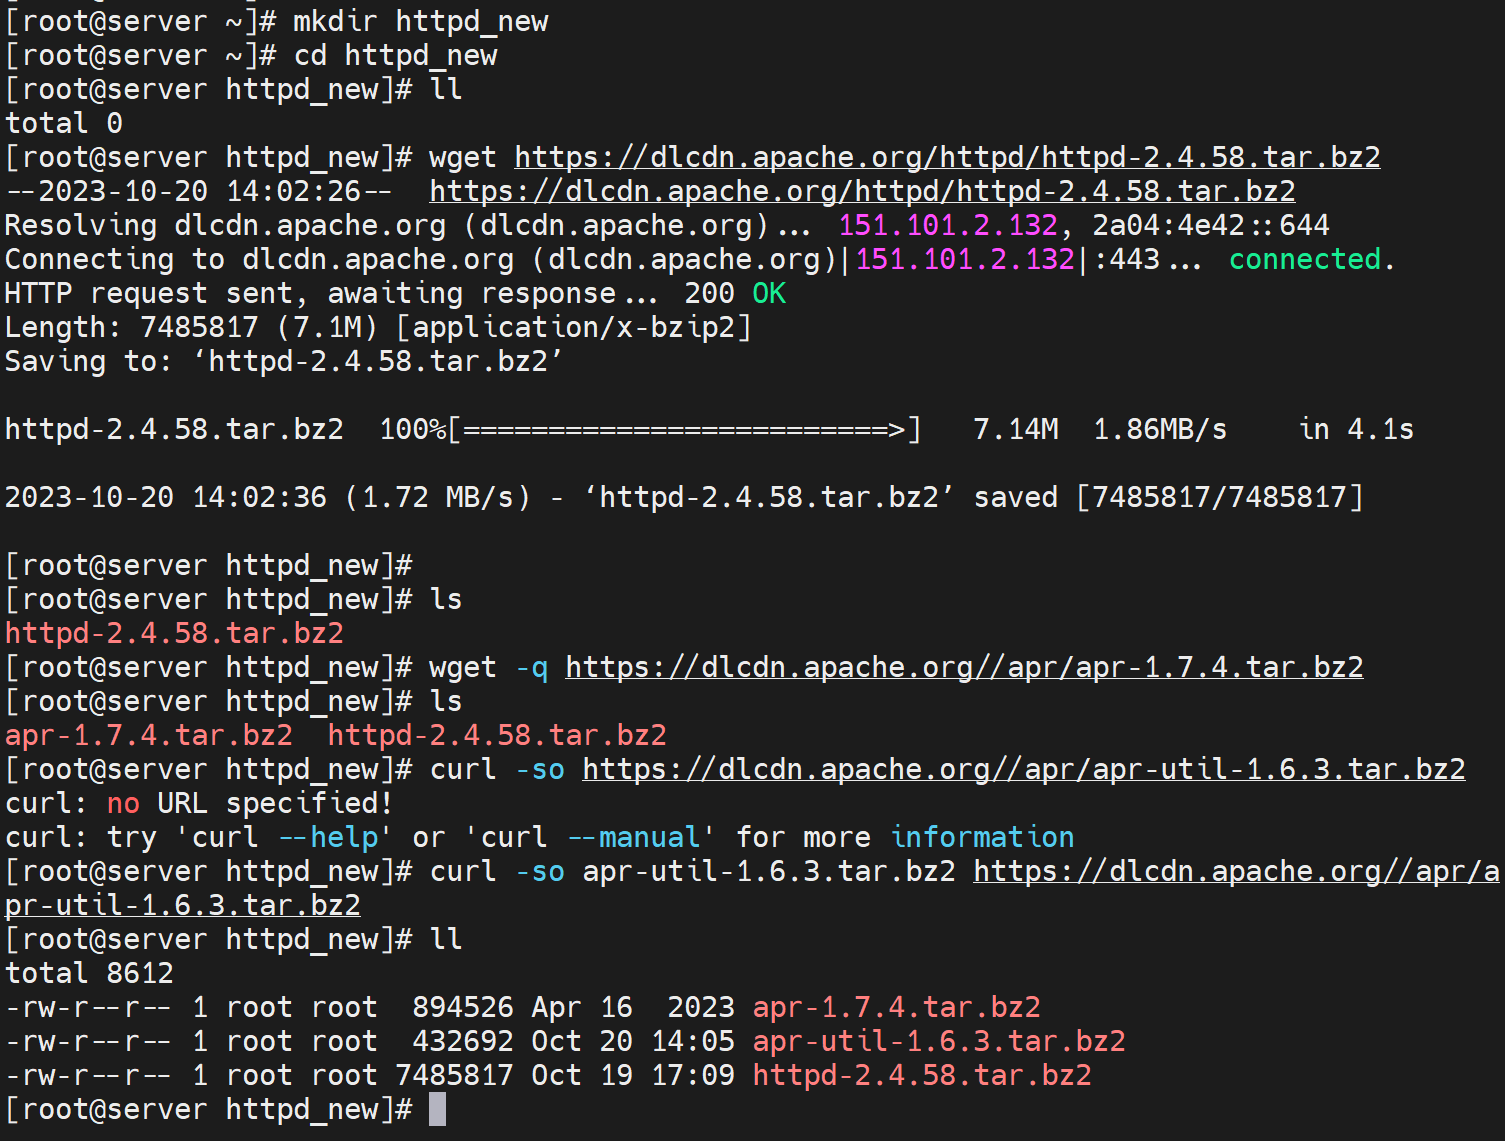 [root@server ~]# mkdir httpd_new
[root@server ~]# cd httpd_new
[root@server httpd_new]# ll
total 0
[root@server httpd_new]# wget https://dlcdn.apache.org/httpd/httpd-2.4.58.tar.bz2
--2023-10-20 14:02:26--  https://dlcdn.apache.org/httpd/httpd-2.4.58.tar.bz2
Resolving dlcdn.apache.org (dlcdn.apache.org)... 151.101.2.132, 2a04:4e42::644
Connecting to dlcdn.apache.org (dlcdn.apache.org)|151.101.2.132|:443... connected.
HTTP request sent, awaiting response... 200 OK
Length: 7485817 (7.1M) [application/x-bzip2]
Saving to: ‘httpd-2.4.58.tar.bz2’
httpd-2.4.58.tar.bz2  100%[=========================>]   7.14M  1.86MB/s    in 4.1s
2023-10-20 14:02:36 (1.72 MB/s) - ‘httpd-2.4.58.tar.bz2’ saved [7485817/7485817]
[root@server httpd_new]#
[root@server httpd_new]# ls
httpd-2.4.58.tar.bz2
[root@server httpd_new]# wget -q https://dlcdn.apache.org//apr/apr-1.7.4.tar.bz2
[root@server httpd_new]# ls
apr-1.7.4.tar.bz2  httpd-2.4.58.tar.bz2
[root@server httpd_new]# curl -so https://dlcdn.apache.org//apr/apr-util-1.6.3.tar.bz2
curl: no URL specified!
curl: try 'curl --help' or 'curl --manual' for more information
[root@server httpd_new]# curl -so apr-util-1.6.3.tar.bz2 https://dlcdn.apache.org//apr/a
pr-util-1.6.3.tar.bz2
[root@server httpd_new]# ll
total 8612
-rw-r--r-- 1 root root  894526 Apr 16  2023 apr-1.7.4.tar.bz2
-rw-r--r-- 1 root root  432692 Oct 20 14:05 apr-util-1.6.3.tar.bz2
-rw-r--r-- 1 root root 7485817 Oct 19 17:09 httpd-2.4.58.tar.bz2
[root@server httpd_new]#